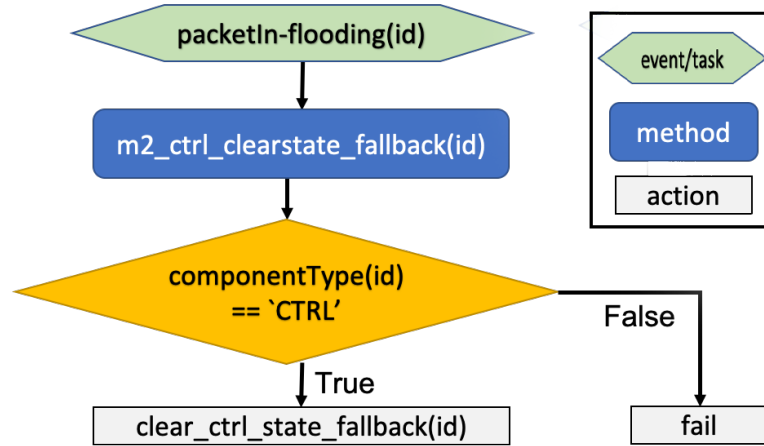 packetIn-flooding(id)
event/task
m2_ctrl_clearstate_fallback(id)
method
action
componentType(id)
== `CTRL’
False
True
clear_ctrl_state_fallback(id)
fail